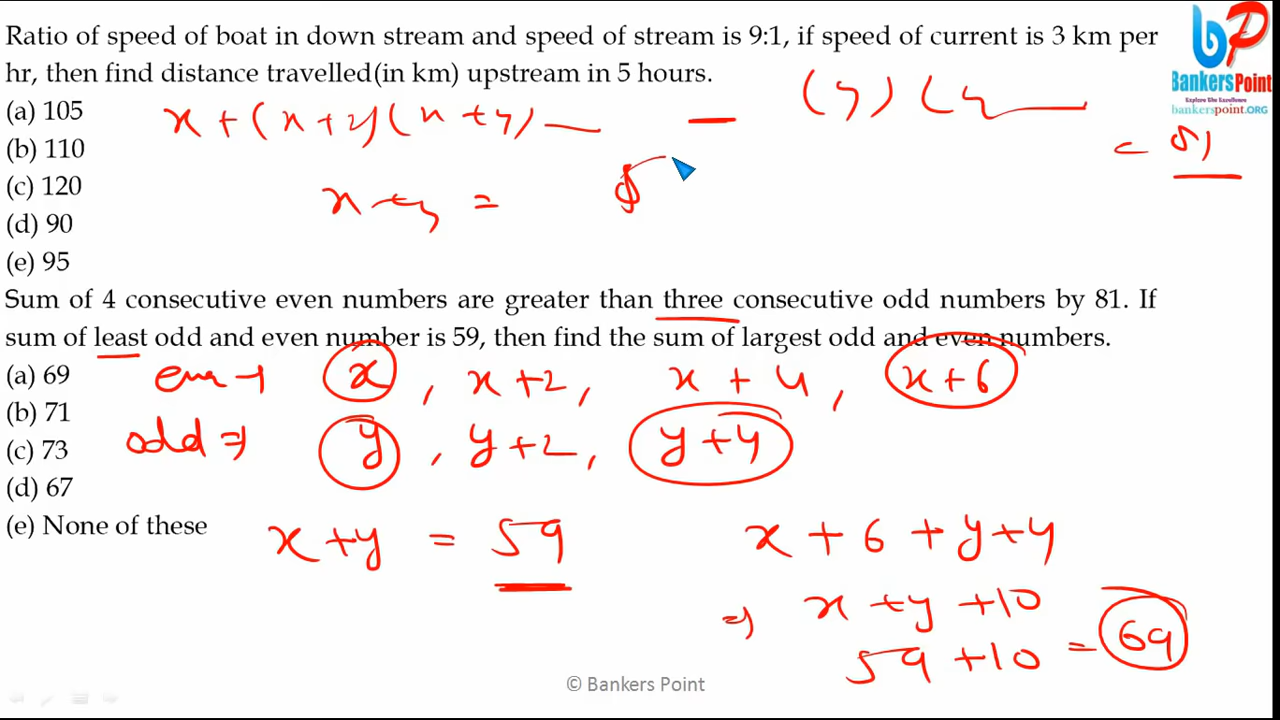 Ratio of speed of boat in down stream and speed of stream is 9:1, if speed of current is 3 km per
hr, then find distance travelled(in km) upstream in 5 hours.
BankersPoint
Explore the Excellence
bankerspoint.ORG
(a) 105
x + (x+2) (x+4) —
— (y) (y
(b) 110
= 81
(c) 120
x+y = 5
(d) 90
(e) 95
Sum of 4 consecutive even numbers are greater than three consecutive odd numbers by 81. If
sum of least odd and even number is 59, then find the sum of largest odd and even numbers.
(a) 69
even → x , x+2, x+4, x+6
(b) 71
(c) 73
odd ⇒ y , y+2, y+4
(d) 67
(e) None of these
x+y = 59
x+6+y+4
⇒ x+y+10
59+10 = 69
© Bankers Point